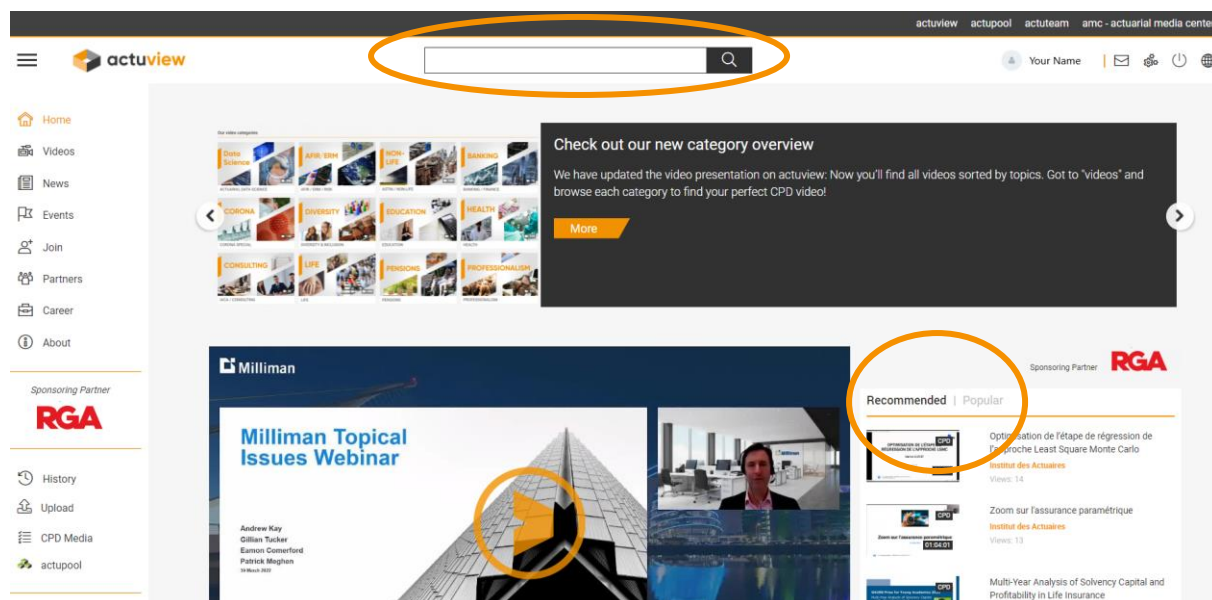 actuview actupool actuteam amc - actuarial media cente
actuview
Your Name
Home
Videos
News
Events
Join
Partners
Career
About
Sponsoring Partner
RGA
History
Upload
CPD Media
actupool
Our video categories
Data Science
AFIR/ERM
NON-LIFE
BANKING
CORONA
DIVERSITY
EDUCATION
HEALTH
CONSULTING
LIFE
PENSIONS
PROFESSIONALISM
Check out our new category overview
We have updated the video presentation on actuview: Now you'll find all videos sorted by topics. Got to "videos" and
browse each category to find your perfect CPD video!
More
Milliman
Milliman Topical
Issues Webinar
Andrew Kay
Gillian Tucker
Eamon Comerford
Patrick Meghen
Milliman
Sponsoring Partner RGA
Recommended | Popular
CPD
Optimisation de l'étape de régression de
l'approche Least Square Monte Carlo
Institut des Actuaires
Views: 14
CPD
01:04:01
Zoom sur l'assurance paramétrique
Institut des Actuaires
Views: 13
CPD
Multi-Year Analysis of Solvency Capital and
Profitability in Life Insurance